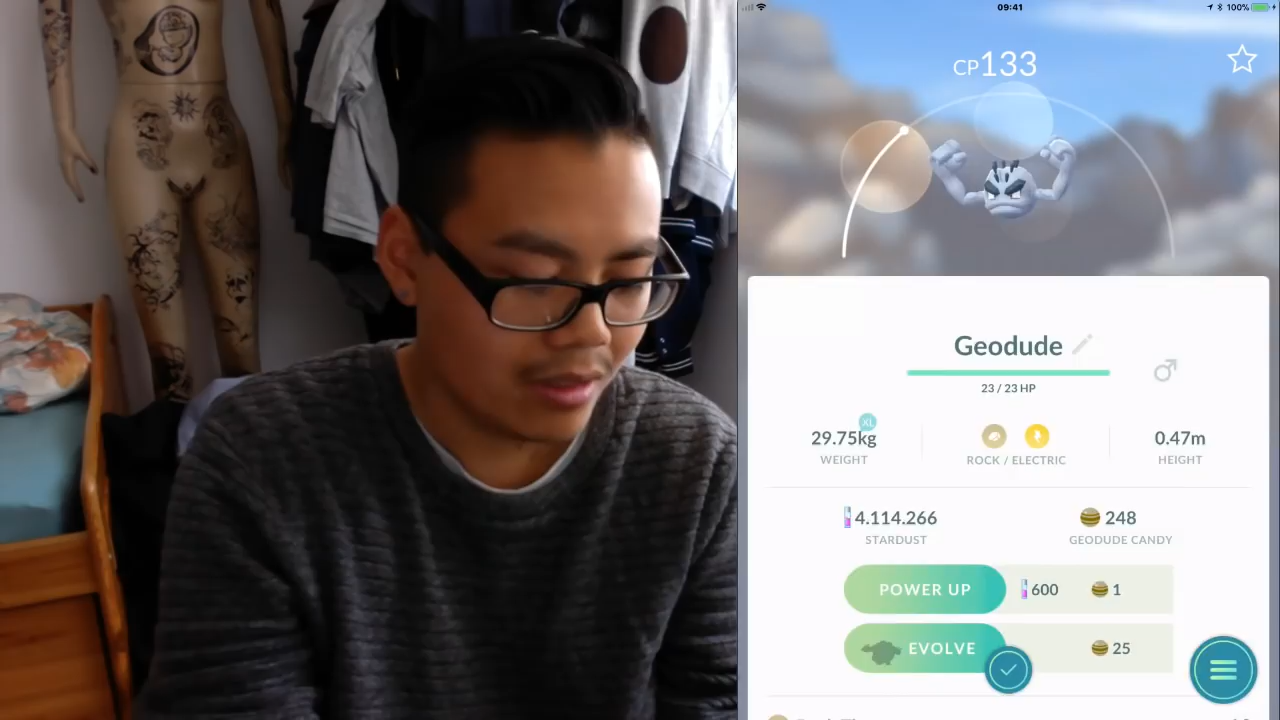 09:41
100%
CP133
Geodude
23 / 23 HP
XL
29.75kg
WEIGHT
ROCK / ELECTRIC
0.47m
HEIGHT
4.114.266
STARDUST
248
GEODUDE CANDY
POWER UP
600
1
EVOLVE
25